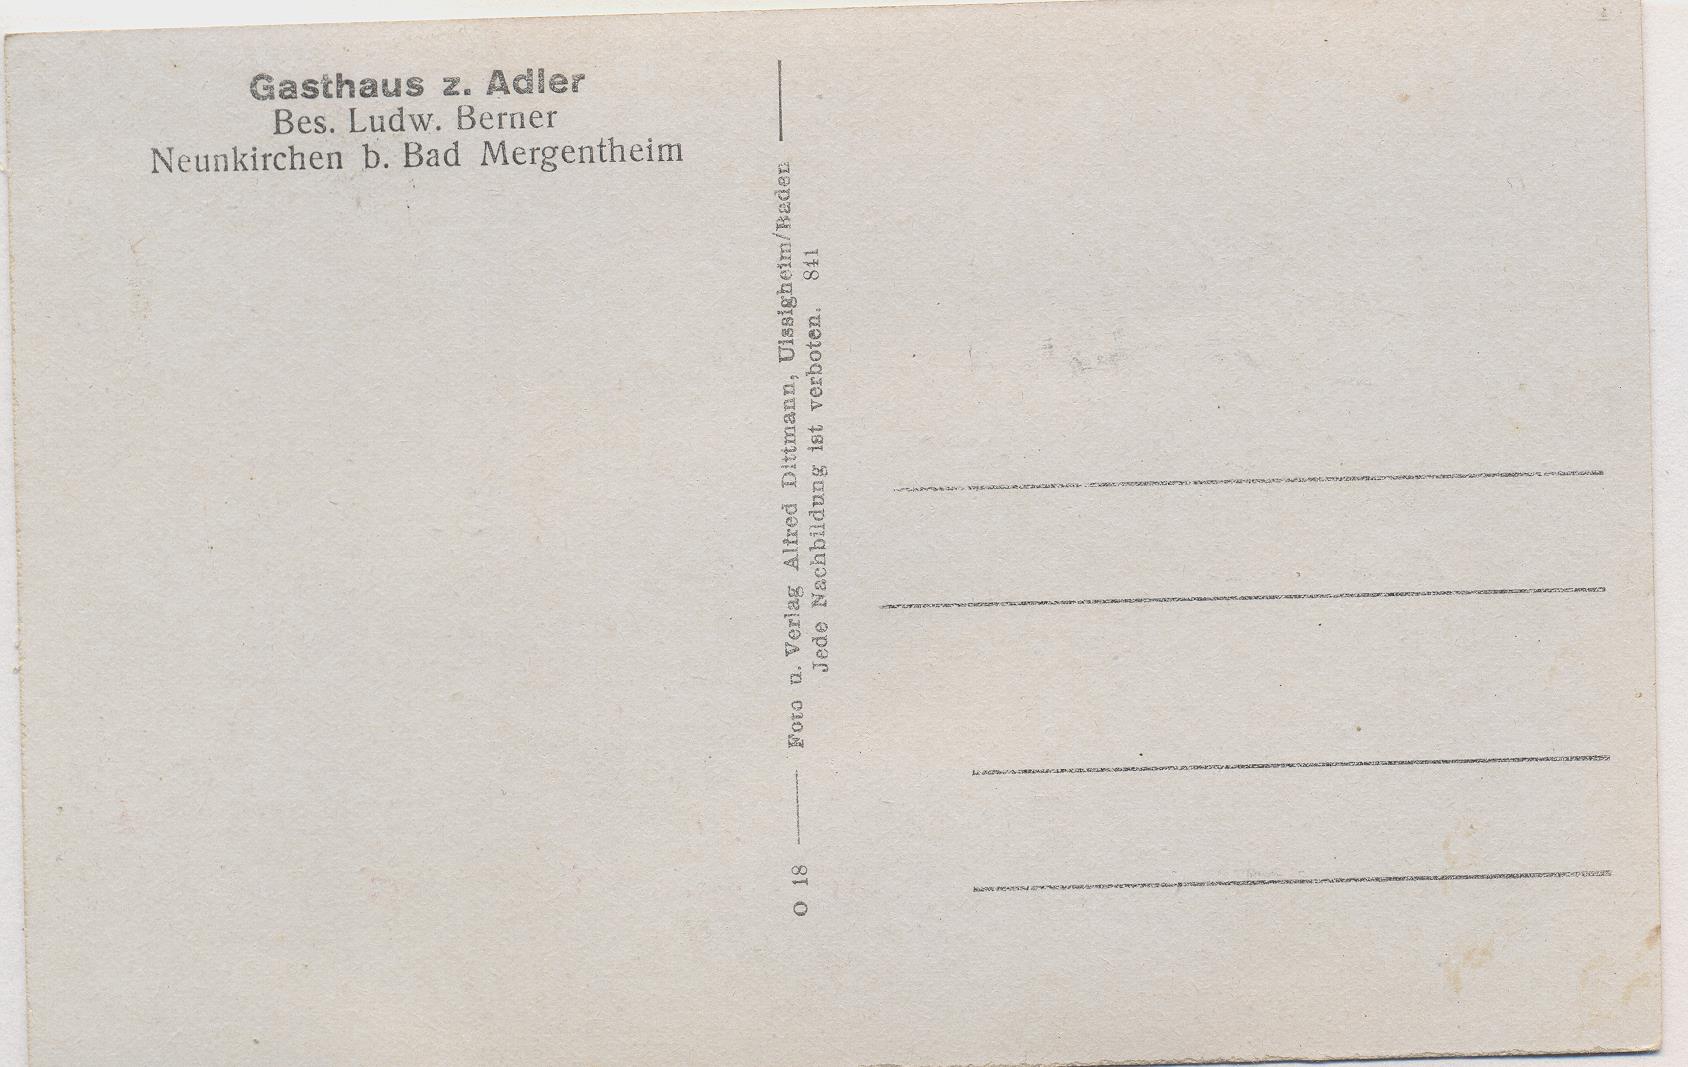 Gasthaus z. Adler
Bes. Ludw. Berner
Neunkirchen b. Bad Mergentheim
O 18 —— Foto u. Verlag Alfred Dittmann, Uissigheim/Baden ——
Jede Nachbildung ist verboten. 841